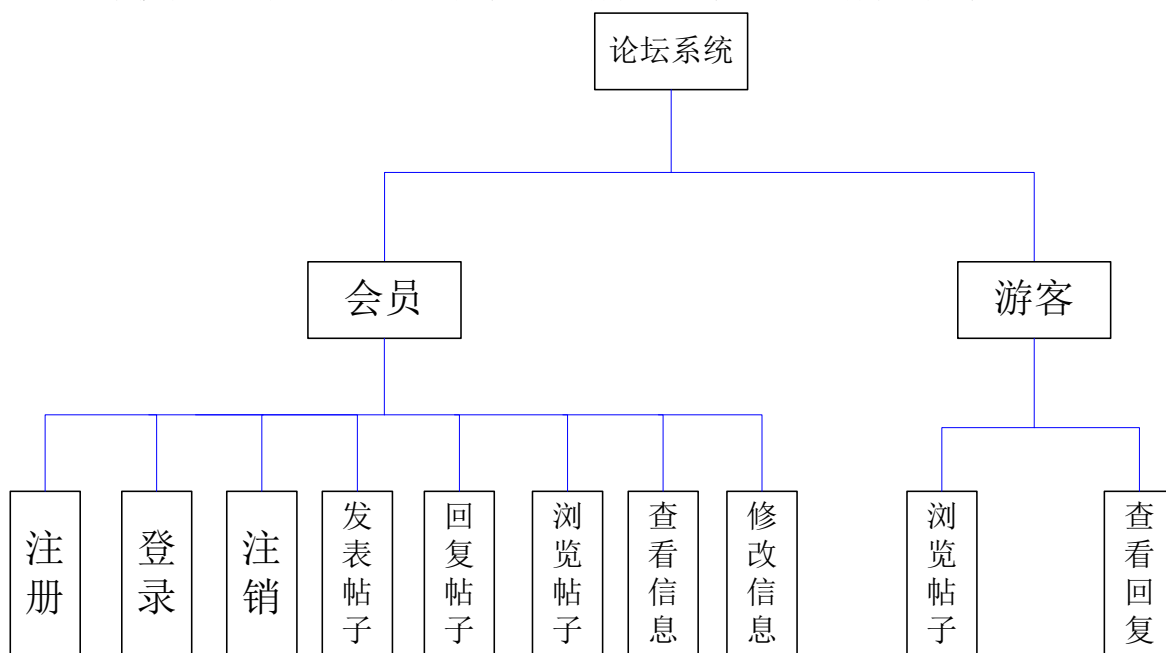 论坛系统
会员
游客
注册
登录
注销
发表帖子
回复帖子
浏览帖子
查看信息
修改信息
浏览帖子
查看回复